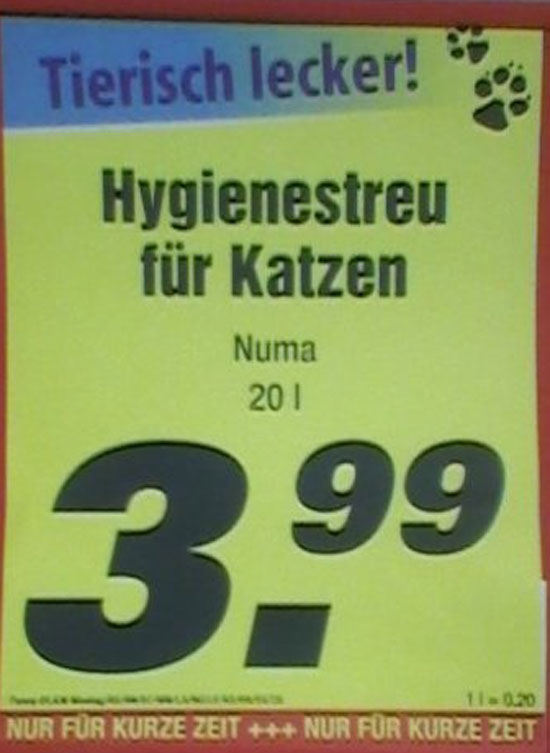 Tierisch lecker!
Hygienestreu
für Katzen
Numa
20 l
3.99
1 l = 0.20
NUR FÜR KURZE ZEIT +++ NUR FÜR KURZE ZEIT